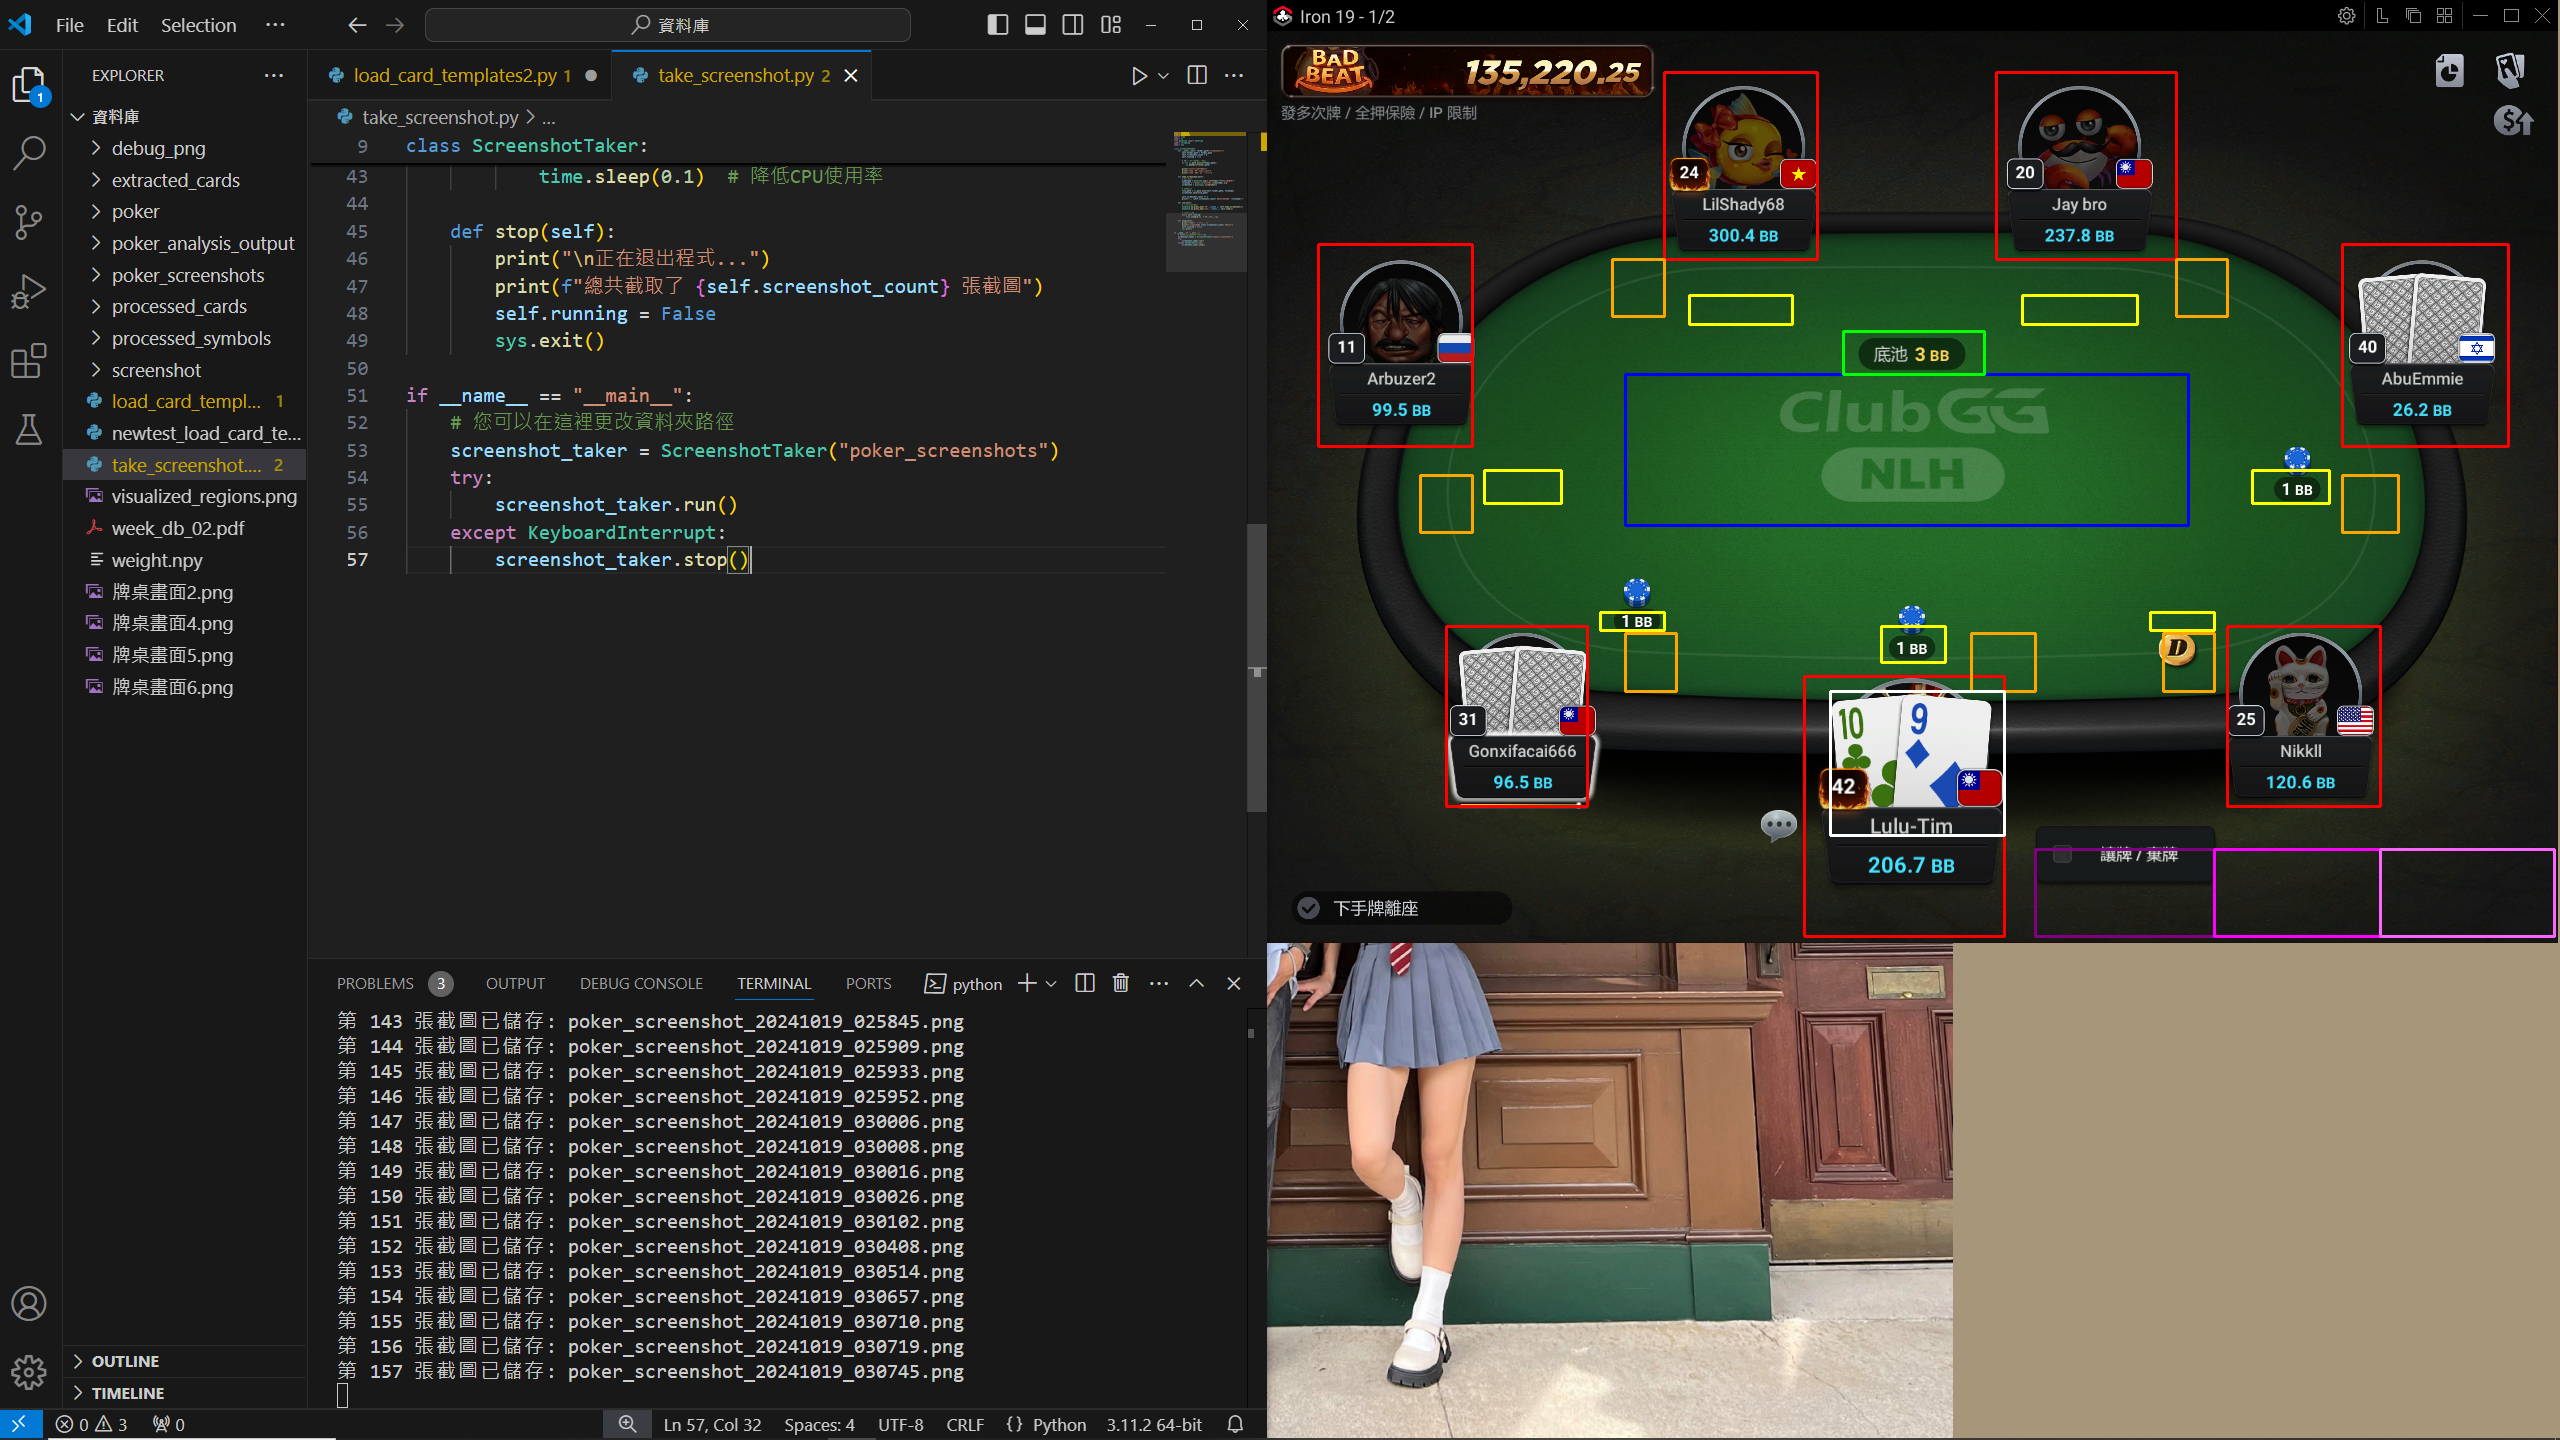 File Edit Selection ···
資料庫
EXPLORER
資料庫
debug_png
extracted_cards
poker
poker_analysis_output
poker_screenshots
processed_cards
processed_symbols
screenshot
load_card_templ... 1
newtest_load_card_te...
take_screenshot.... 2
visualized_regions.png
week_db_02.pdf
weight.npy
牌桌畫面2.png
牌桌畫面4.png
牌桌畫面5.png
牌桌畫面6.png
OUTLINE
TIMELINE
load_card_templates2.py 1
take_screenshot.py 2
take_screenshot.py > ...
9 class ScreenshotTaker:
43 time.sleep(0.1) # 降低CPU使用率
44
45 def stop(self):
46 print("\n正在退出程式...")
47 print(f"總共截取了 {self.screenshot_count} 張截圖")
48 self.running = False
49 sys.exit()
50
51 if __name__ == "__main__":
52 # 您可以在這裡更改資料夾路徑
53 screenshot_taker = ScreenshotTaker("poker_screenshots")
54 try:
55 screenshot_taker.run()
56 except KeyboardInterrupt:
57 screenshot_taker.stop()
PROBLEMS 3 OUTPUT DEBUG CONSOLE TERMINAL PORTS python
第 143 張截圖已儲存: poker_screenshot_20241019_025845.png
第 144 張截圖已儲存: poker_screenshot_20241019_025909.png
第 145 張截圖已儲存: poker_screenshot_20241019_025933.png
第 146 張截圖已儲存: poker_screenshot_20241019_025952.png
第 147 張截圖已儲存: poker_screenshot_20241019_030006.png
第 148 張截圖已儲存: poker_screenshot_20241019_030008.png
第 149 張截圖已儲存: poker_screenshot_20241019_030016.png
第 150 張截圖已儲存: poker_screenshot_20241019_030026.png
第 151 張截圖已儲存: poker_screenshot_20241019_030102.png
第 152 張截圖已儲存: poker_screenshot_20241019_030408.png
第 153 張截圖已儲存: poker_screenshot_20241019_030514.png
第 154 張截圖已儲存: poker_screenshot_20241019_030657.png
第 155 張截圖已儲存: poker_screenshot_20241019_030710.png
第 156 張截圖已儲存: poker_screenshot_20241019_030719.png
第 157 張截圖已儲存: poker_screenshot_20241019_030745.png
0 3 0 Ln 57, Col 32 Spaces: 4 UTF-8 CRLF {} Python 3.11.2 64-bit
1
Iron 19 - 1/2
BAD BEAT 135,220.25
發多次牌 / 全押保險 / IP 限制
24
LilShady68
300.4 BB
20
Jay bro
237.8 BB
11
Arbuzer2
99.5 BB
40
AbuEmmie
26.2 BB
底池 3 BB
ClubGG
NLH
1 BB
1 BB
1 BB
D
31
Gonxifacai666
96.5 BB
10 9
42
Lulu-Tim
206.7 BB
25
Nikkll
120.6 BB
讓牌 / 棄牌
下手牌離座